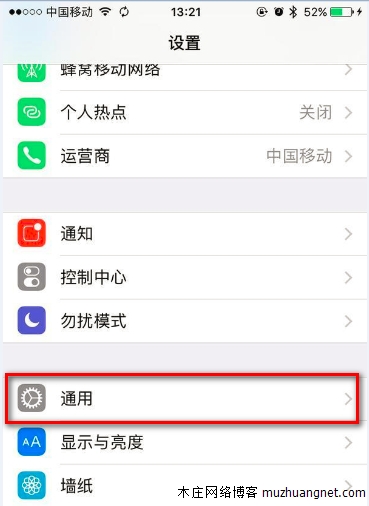 中国移动 13:21 52%
设置
蜂窝移动网络
个人热点 关闭
运营商 中国移动
通知
控制中心
勿扰模式
通用
AA 显示与亮度
墙纸
木庄网络博客 muzhuangnet.com